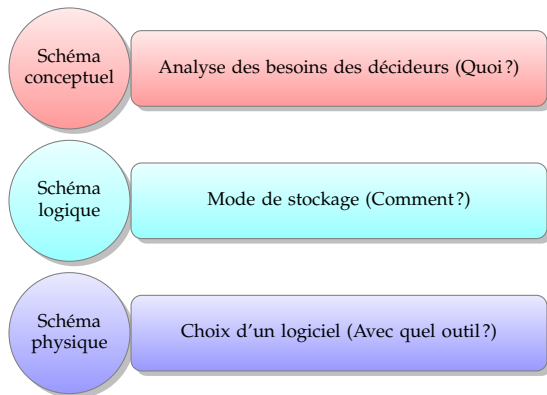 Schéma
conceptuel
Analyse des besoins des décideurs (Quoi ?)
Schéma
logique
Mode de stockage (Comment ?)
Schéma
physique
Choix d'un logiciel (Avec quel outil ?)